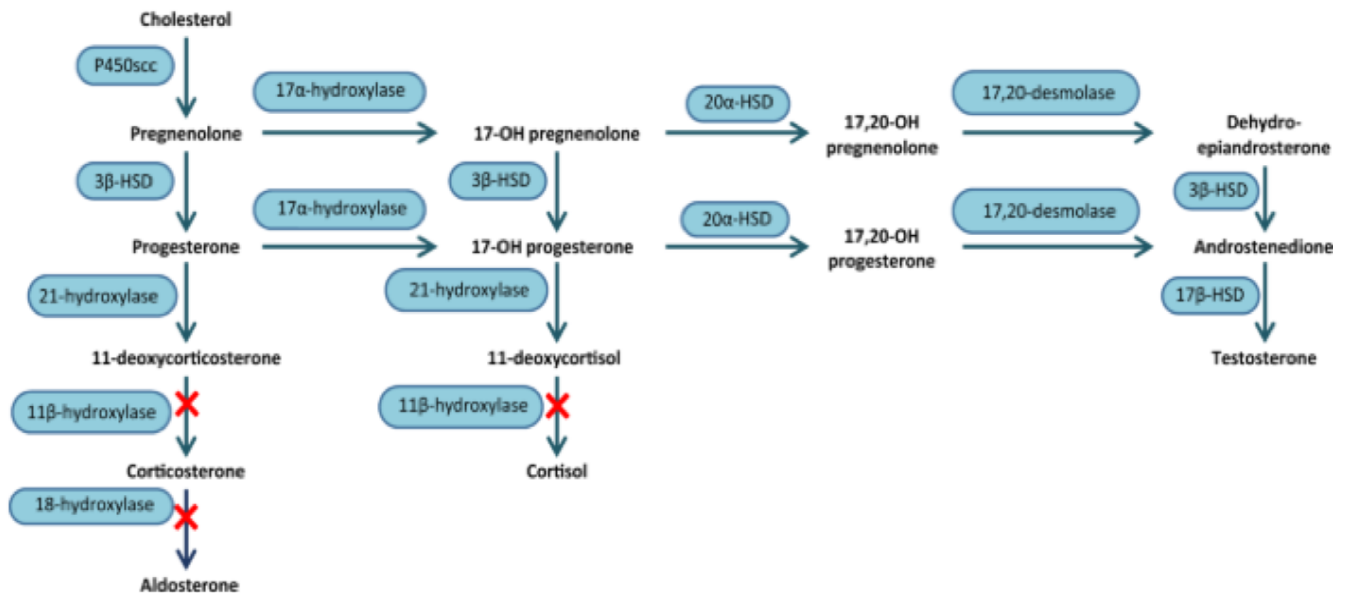 Cholesterol
P450scc
17α-hydroxylase
20α-HSD
17,20-desmolase
Pregnenolone
17-OH pregnenolone
17,20-OH
pregnenolone
Dehydro-
epiandrosterone
3β-HSD
3β-HSD
3β-HSD
17α-hydroxylase
20α-HSD
17,20-desmolase
Progesterone
17-OH progesterone
17,20-OH
progesterone
Androstenedione
21-hydroxylase
21-hydroxylase
17β-HSD
11-deoxycorticosterone
11-deoxycortisol
Testosterone
11β-hydroxylase
11β-hydroxylase
Corticosterone
Cortisol
18-hydroxylase
Aldosterone